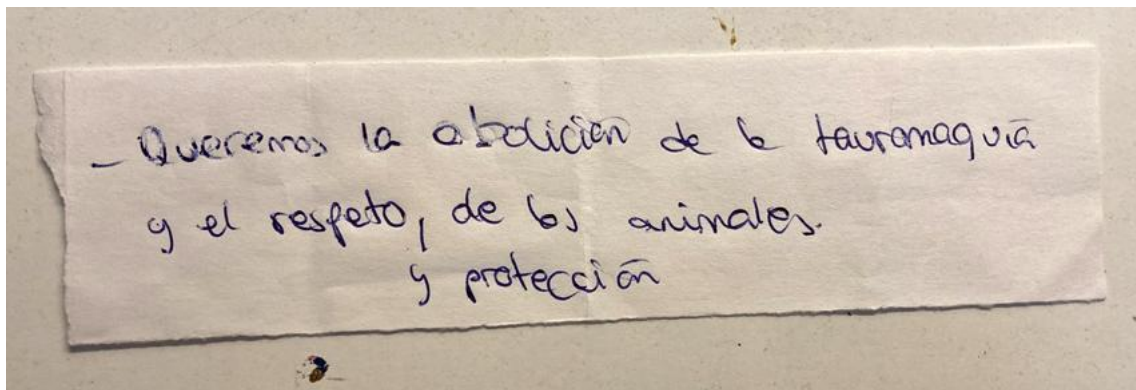 - Queremos la abolición de la tauromaquia
y el respeto, de los animales.
y protección